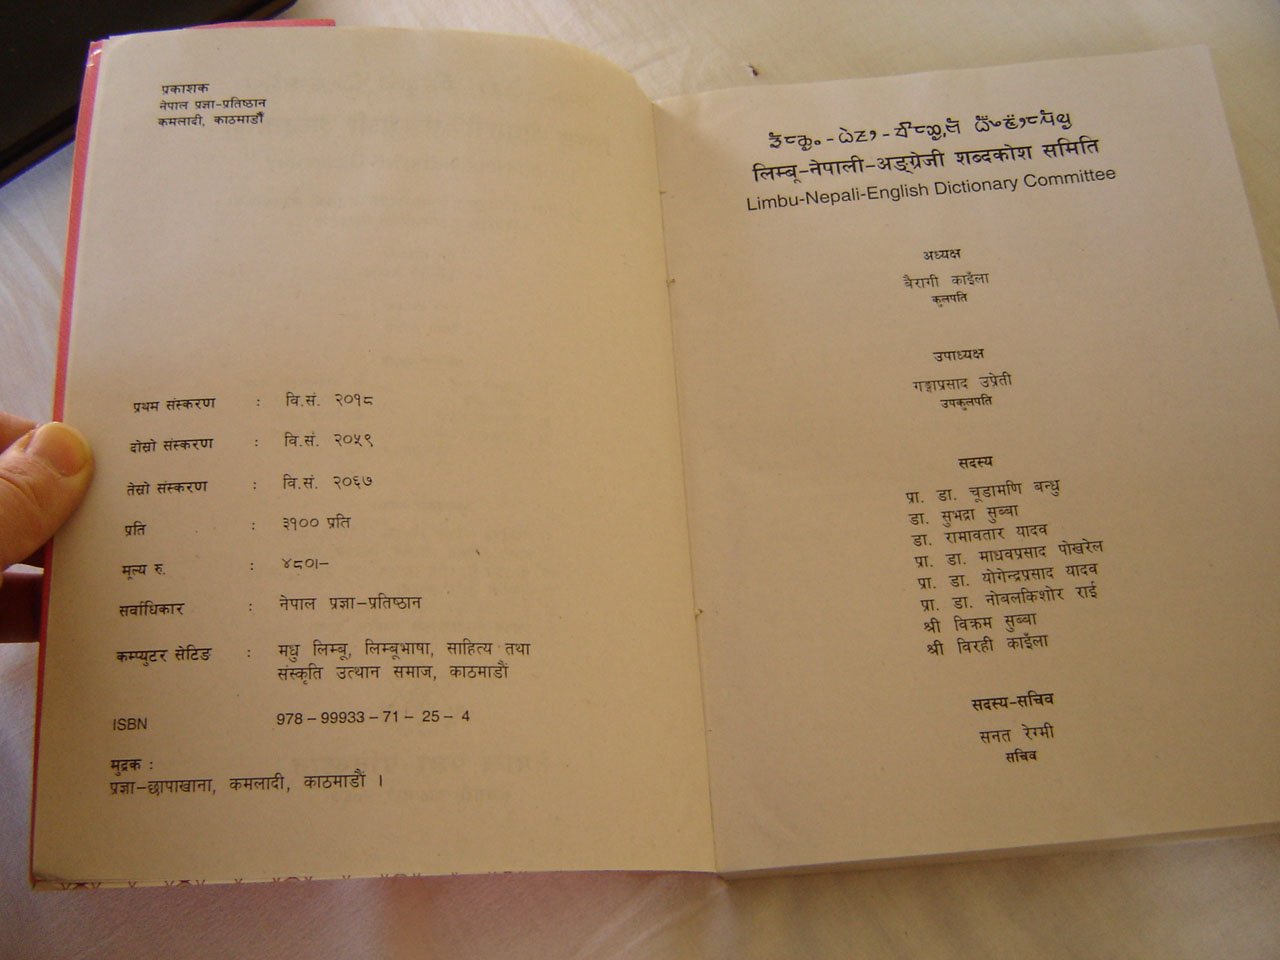 प्रकाशक
नेपाल प्रज्ञा-प्रतिष्ठान
कमलादी, काठमाडौँ
प्रथम संस्करण : वि.सं. २०१८
दोस्रो संस्करण : वि.सं. २०५९
तेस्रो संस्करण : वि.सं. २०६७
प्रति : ३१०० प्रति
मूल्य रु. : ४८०।–
सर्वाधिकार : नेपाल प्रज्ञा-प्रतिष्ठान
कम्प्युटर सेटिङ : मधु लिम्बू, लिम्बूभाषा, साहित्य तथा
संस्कृति उत्थान समाज, काठमाडौँ
ISBN 978 – 99933 – 71 – 25 – 4
मुद्रक :
प्रज्ञा-छापाखाना, कमलादी, काठमाडौँ ।
लिम्बू-नेपाली-अङ्ग्रेजी शब्दकोश समिति
Limbu-Nepali-English Dictionary Committee
अध्यक्ष
बैरागी काइँला
कुलपति
उपाध्यक्ष
गङ्गाप्रसाद उप्रेती
उपकुलपति
सदस्य
प्रा. डा. चूडामणि बन्धु
डा. सुभद्रा सुब्बा
डा. रामावतार यादव
प्रा. डा. माधवप्रसाद पोखरेल
प्रा. डा. योगेन्द्रप्रसाद यादव
प्रा. डा. नोबलकिशोर राई
श्री विक्रम सुब्बा
श्री विरही काइँला
सदस्य-सचिव
सनत रेग्मी
सचिव